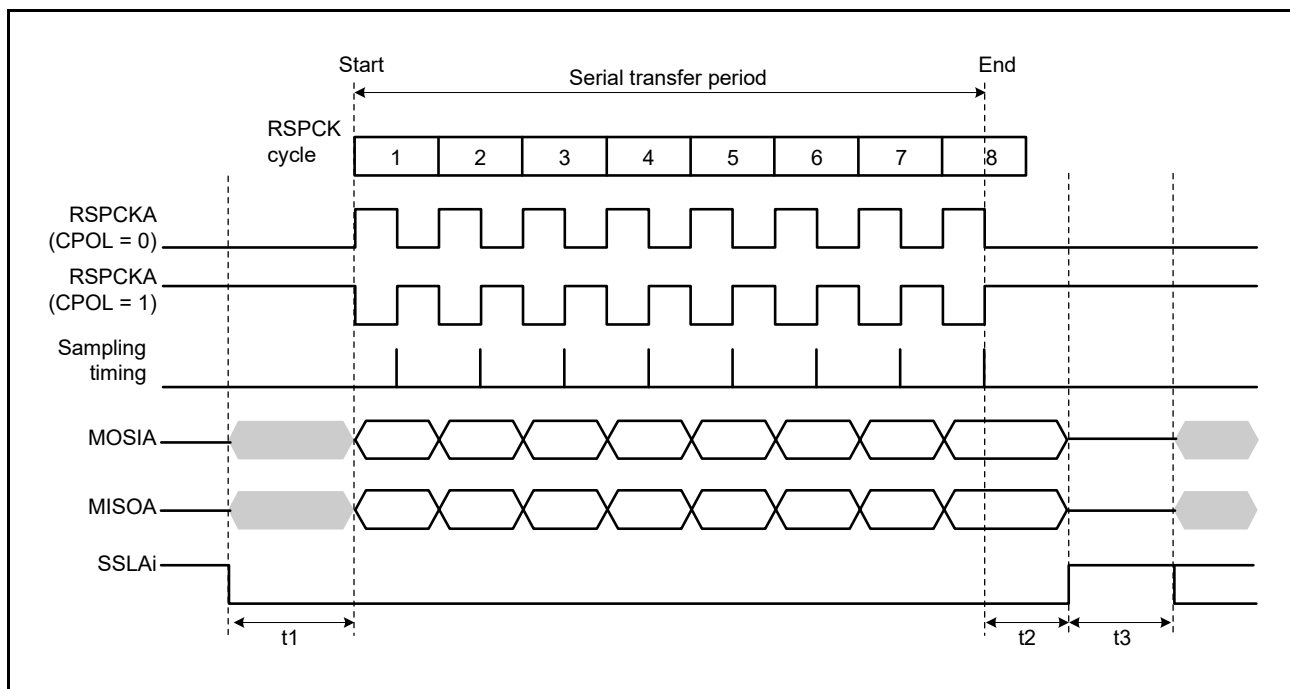 Start
End
Serial transfer period
RSPCK
cycle
1 2 3 4 5 6 7 8
RSPCKA
(CPOL = 0)
RSPCKA
(CPOL = 1)
Sampling
timing
MOSIA
MISOA
SSLAi
t1
t2
t3